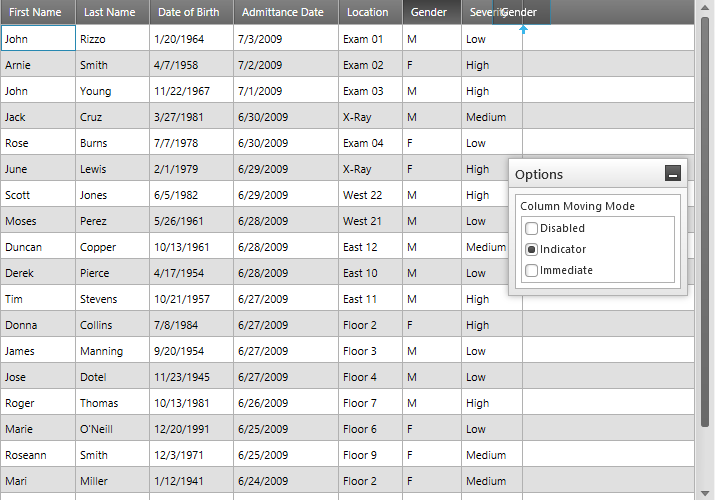 First Name Last Name Date of Birth Admittance Date Location Gender Severity Gender
John Rizzo 1/20/1964 7/3/2009 Exam 01 M Low
Arnie Smith 4/7/1958 7/2/2009 Exam 02 F High
John Young 11/22/1967 7/1/2009 Exam 03 M High
Jack Cruz 3/27/1981 6/30/2009 X-Ray M Medium
Rose Burns 7/7/1978 6/30/2009 Exam 04 F Low
June Lewis 2/1/1979 6/29/2009 X-Ray F High
Scott Jones 6/5/1982 6/29/2009 West 22 M High
Moses Perez 5/26/1961 6/28/2009 West 21 M Low
Duncan Copper 10/13/1961 6/28/2009 East 12 M Medium
Derek Pierce 4/17/1954 6/28/2009 East 10 M Low
Tim Stevens 10/21/1957 6/27/2009 East 11 M High
Donna Collins 7/8/1984 6/27/2009 Floor 2 F High
James Manning 9/20/1954 6/27/2009 Floor 3 M Low
Jose Dotel 11/23/1945 6/27/2009 Floor 4 M Low
Roger Thomas 10/13/1981 6/26/2009 Floor 7 M High
Marie O'Neill 12/20/1991 6/25/2009 Floor 6 F Low
Roseann Smith 12/3/1971 6/25/2009 Floor 9 F Medium
Mari Miller 1/12/1941 6/24/2009 Floor 2 F Medium
Options
Column Moving Mode
Disabled
Indicator
Immediate